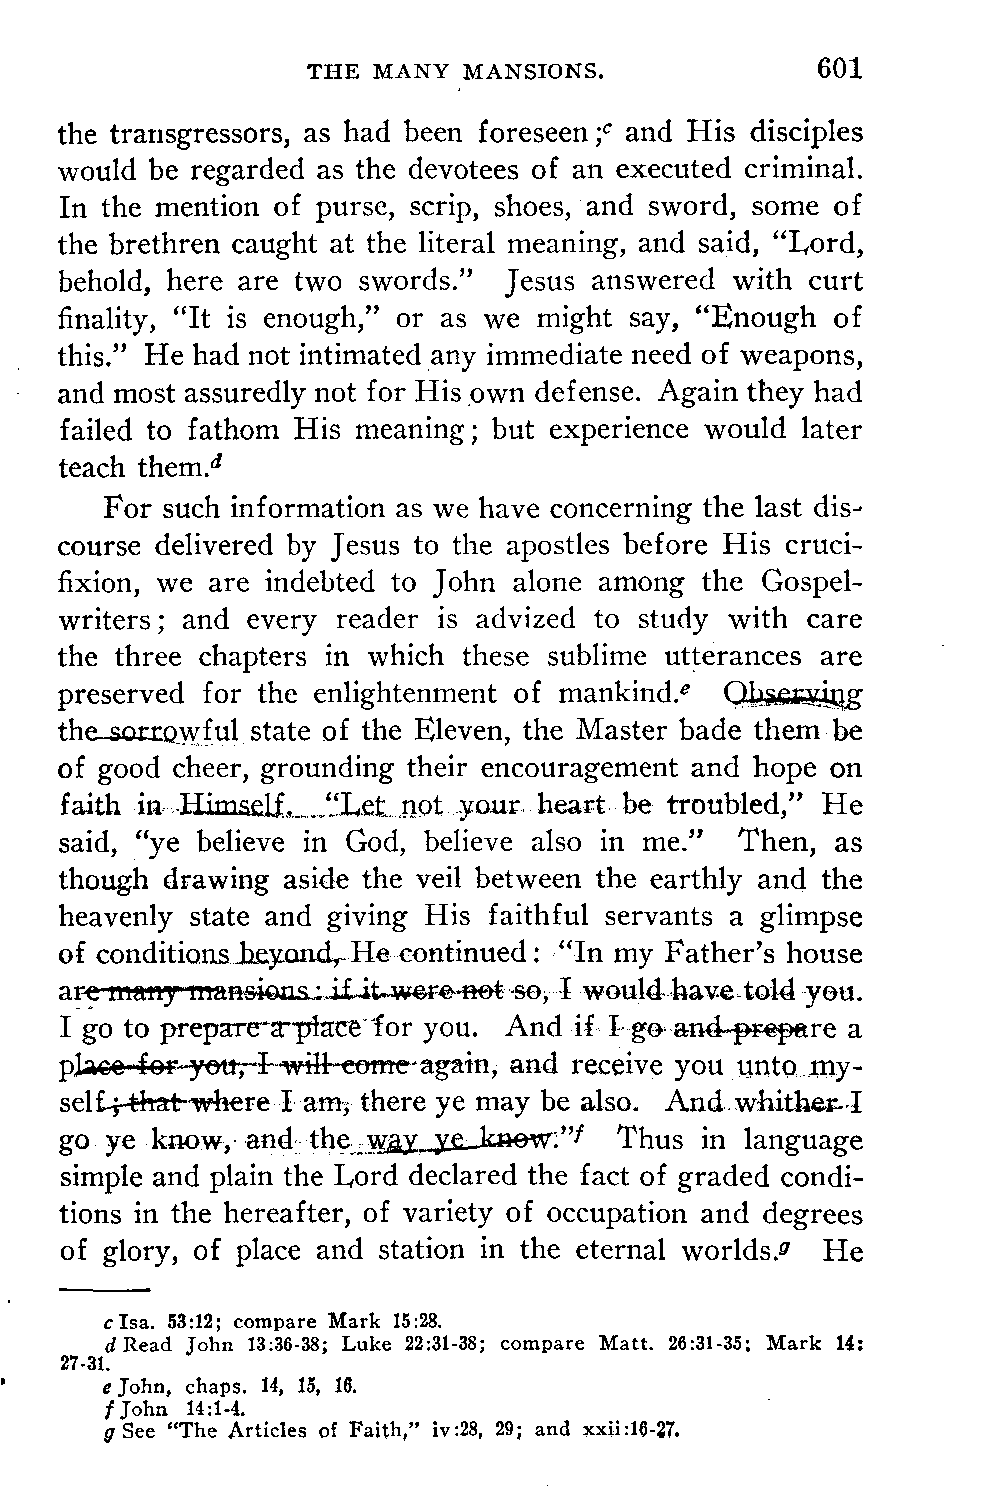 THE MANY MANSIONS. 601
the transgressors, as had been foreseen;c and His disciples
would be regarded as the devotees of an executed criminal.
In the mention of purse, scrip, shoes, and sword, some of
the brethren caught at the literal meaning, and said, “Lord,
behold, here are two swords.” Jesus answered with curt
finality, “It is enough,” or as we might say, “Enough of
this.” He had not intimated any immediate need of weapons,
and most assuredly not for His own defense. Again they had
failed to fathom His meaning; but experience would later
teach them.d
For such information as we have concerning the last dis-
course delivered by Jesus to the apostles before His cruci-
fixion, we are indebted to John alone among the Gospel-
writers; and every reader is advized to study with care
the three chapters in which these sublime utterances are
preserved for the enlightenment of mankind.e Observing
the sorrowful state of the Eleven, the Master bade them be
of good cheer, grounding their encouragement and hope on
faith in Himself. “Let not your heart be troubled,” He
said, “ye believe in God, believe also in me.” Then, as
though drawing aside the veil between the earthly and the
heavenly state and giving His faithful servants a glimpse
of conditions beyond, He continued: “In my Father’s house
are many mansions: if it were not so, I would have told you.
I go to prepare a place for you. And if I go and prepare a
place for you, I will come again, and receive you unto my-
self; that where I am, there ye may be also. And whither I
go ye know, and the way ye know.”f Thus in language
simple and plain the Lord declared the fact of graded condi-
tions in the hereafter, of variety of occupation and degrees
of glory, of place and station in the eternal worlds.g He
c Isa. 53:12; compare Mark 15:28.
d Read John 13:36-38; Luke 22:31-38; compare Matt. 26:31-35; Mark 14:
27-31.
e John, chaps. 14, 15, 16.
f John 14:1-4.
g See “The Articles of Faith,” iv:28, 29; and xxii:16-27.